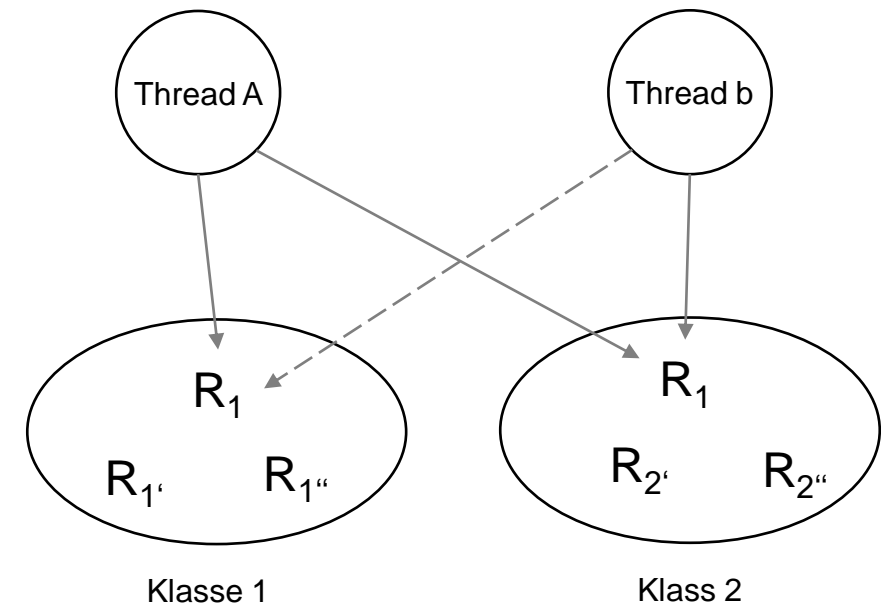 Thread A
Thread b
R₁
R₁
R₁‘
R₁“
R₂‘
R₂“
Klasse 1
Klass 2